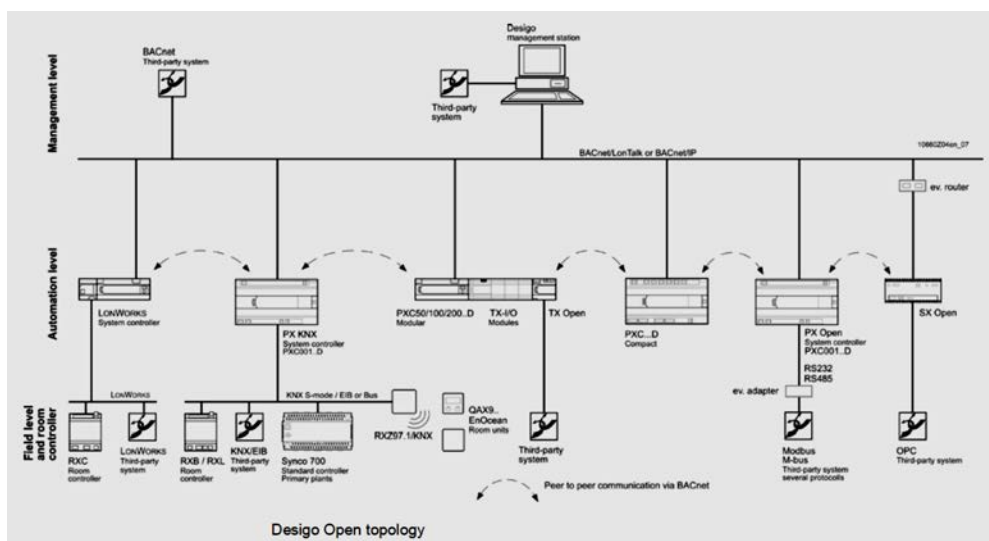 Management level
BACnet
Third-party system
Desigo
management station
Third-party
system
BACnet/LonTalk or BACnet/IP
10660Z04en_07
ev. router
Automation level
LONWORKS
System controller
PX KNX
System controller
PXC001..D
PXC50/100/200..D
Modular
TX-I/O
Modules
TX Open
PXC...D
Compact
PX Open
System controller
PXC001..D
SX Open
RS232
RS485
ev. adapter
Field level
and room
controller
LONWORKS
RXC
Room
controller
LONWORKS
Third-party
system
KNX S-mode / EIB or Bus
RXB / RXL
Room
controller
KNX/EIB
Third-party
system
Synco 700
Standard controller
Primary plants
RXZ97.1/KNX
QAX9..
EnOcean
Room units
Third-party
system
Modbus
M-bus
Third-party system
several protocolls
OPC
Third-party system
Peer to peer communication via BACnet
Desigo Open topology